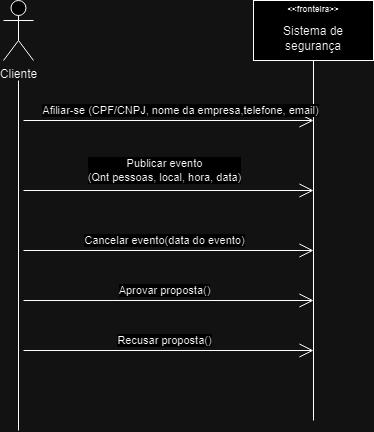 <<fronteira>>
Sistema de
segurança
Cliente
Afiliar-se (CPF/CNPJ, nome da empresa,telefone, email)
Publicar evento
(Qnt pessoas, local, hora, data)
Cancelar evento(data do evento)
Aprovar proposta()
Recusar proposta()